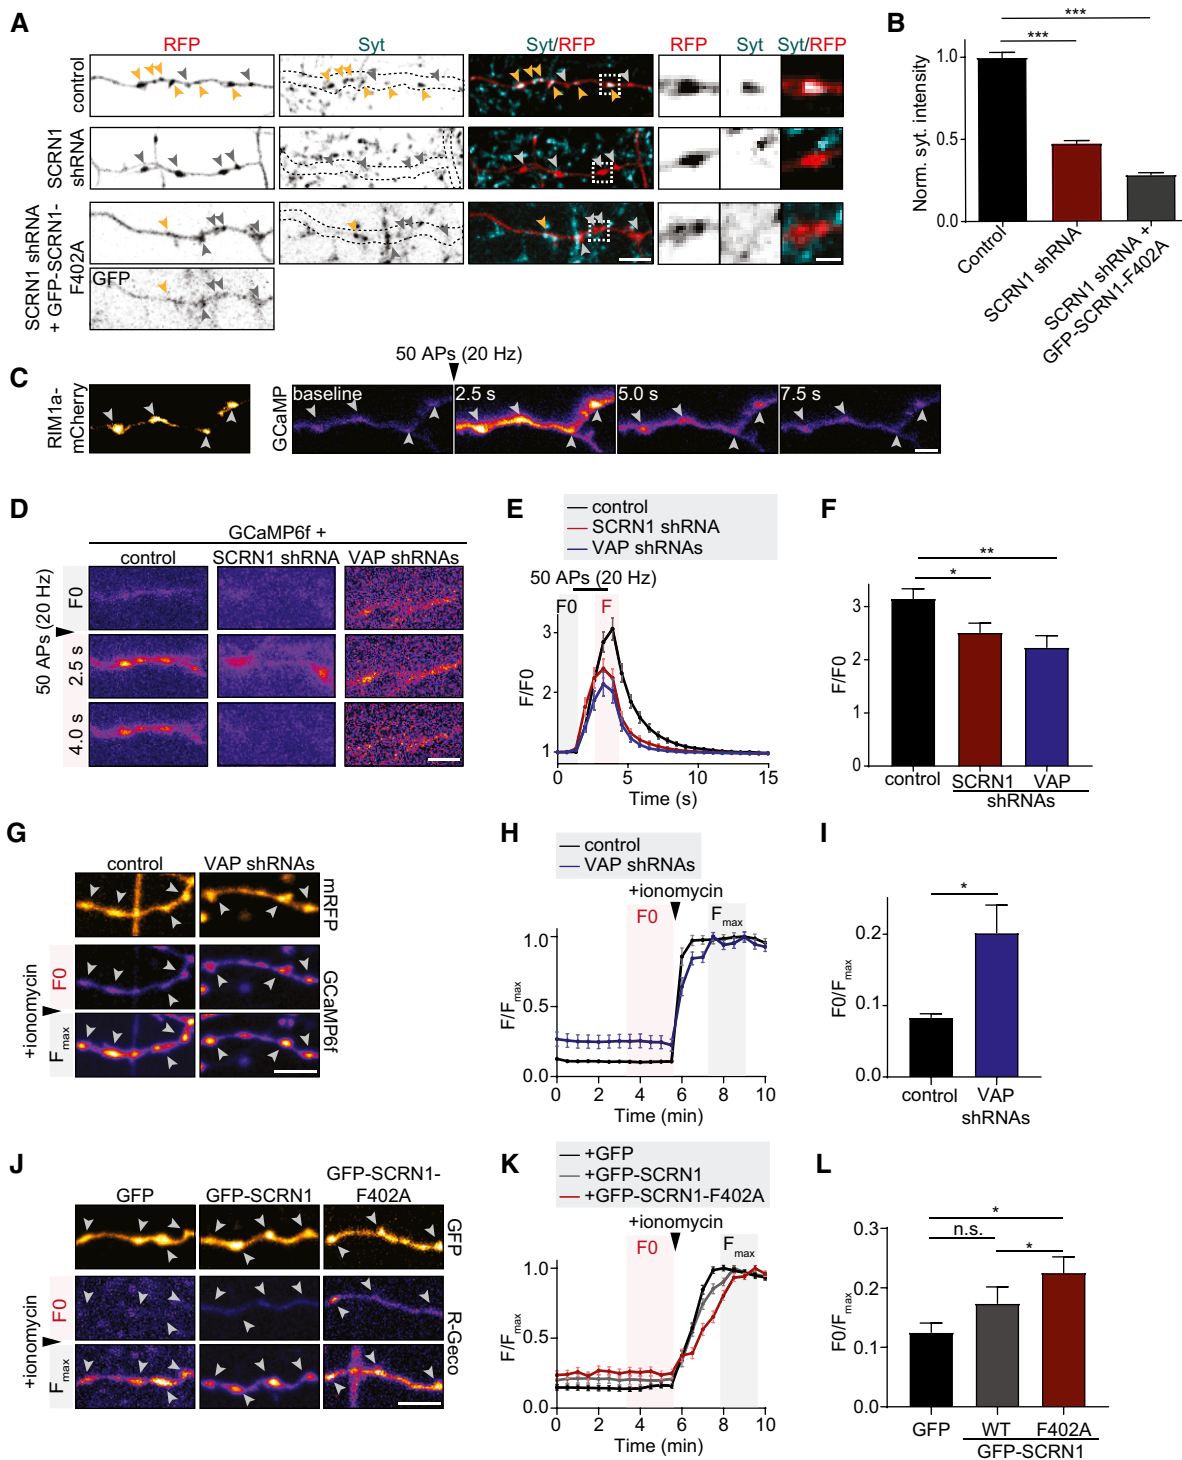 A
RFP
Syt
Syt/RFP
RFP
Syt
Syt/RFP
control
SCRN1
shRNA
SCRN1 shRNA
+ GFP-SCRN1-
F402A
GFP
B
***
***
Norm. syt. intensity
1.0
0.5
0.0
Control
SCRN1 shRNA
SCRN1 shRNA +
GFP-SCRN1-F402A
C
50 APs (20 Hz)
RIM1a-
mCherry
GCaMP
baseline
2.5 s
5.0 s
7.5 s
D
GCaMP6f +
control
SCRN1 shRNA
VAP shRNAs
50 APs (20 Hz)
F0
2.5 s
4.0 s
E
control
SCRN1 shRNA
VAP shRNAs
50 APs (20 Hz)
F0
F
F/F0
3
2
1
0
5
10
15
Time (s)
F
**
*
F/F0
3
2
1
0
control
SCRN1
VAP
shRNAs
G
control
VAP shRNAs
mRFP
GCaMP6f
+ionomycin
F0
Fmax
H
control
VAP shRNAs
+ionomycin
F0
Fmax
F/Fmax
1.0
0.5
0.0
0
2
4
6
8
10
Time (min)
I
*
F0/Fmax
0.2
0.1
0.0
control
VAP
shRNAs
J
GFP
GFP-SCRN1
GFP-SCRN1-
F402A
GFP
R-Geco
+ionomycin
F0
Fmax
K
+GFP
+GFP-SCRN1
+GFP-SCRN1-F402A
+ionomycin
F0
Fmax
F/Fmax
1.0
0.5
0.0
0
2
4
6
8
10
Time (min)
L
*
n.s.
*
F0/Fmax
0.3
0.2
0.1
0.0
GFP
WT
F402A
GFP-SCRN1